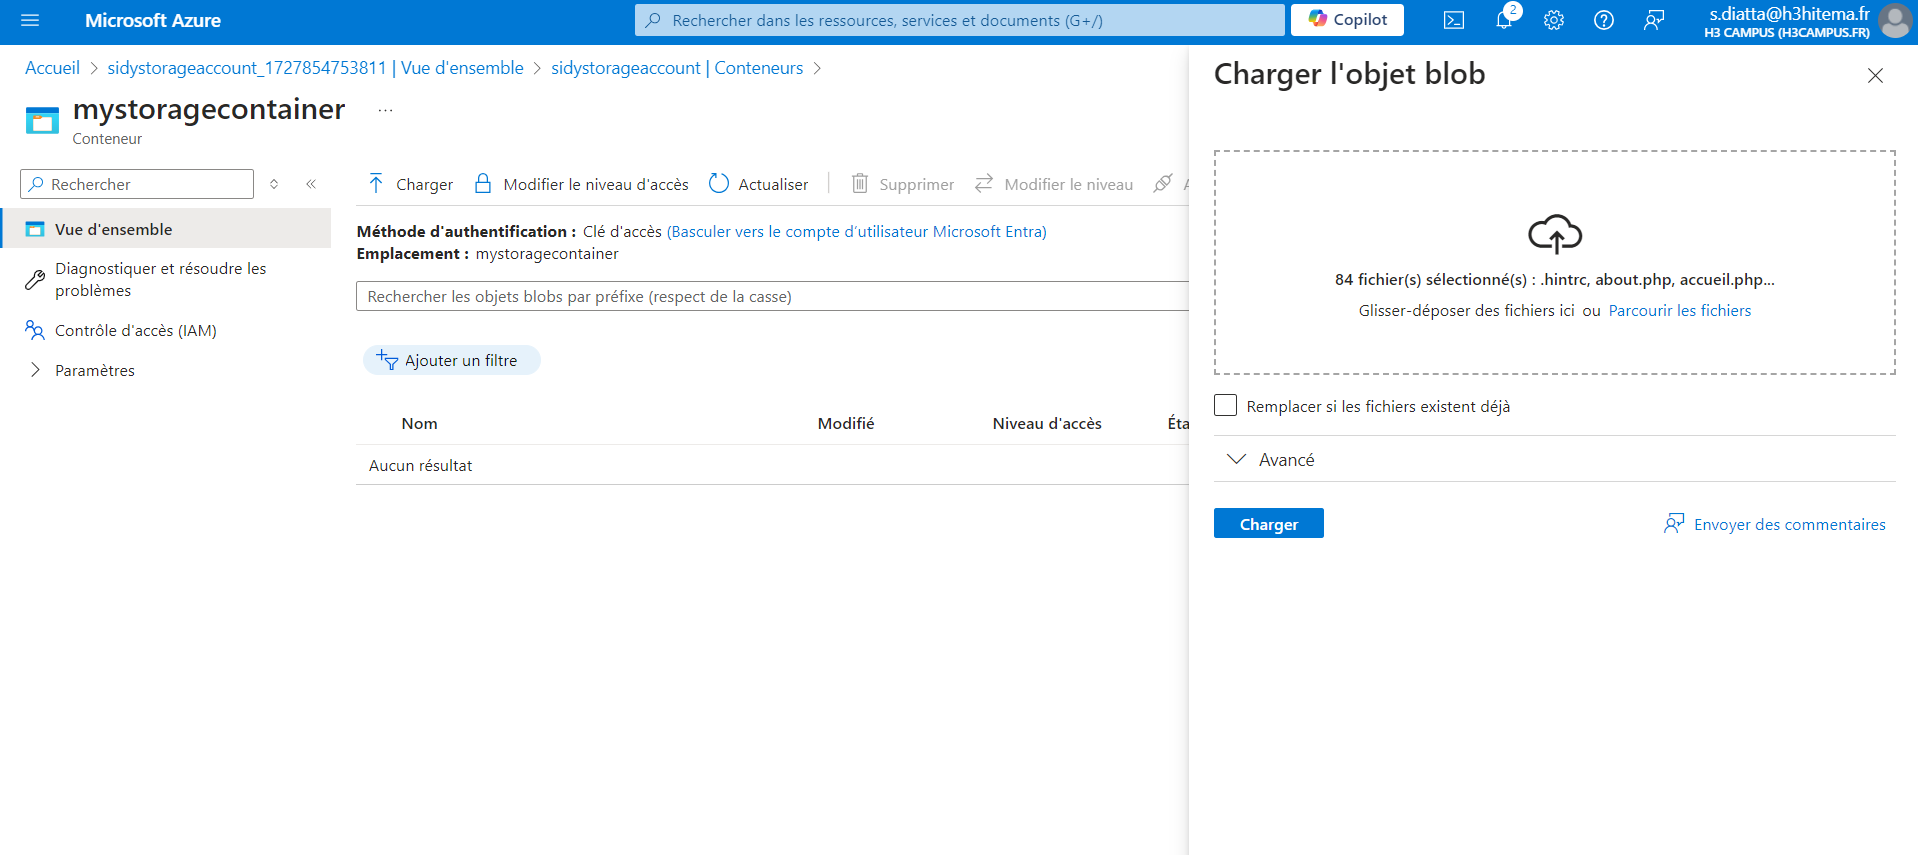 Microsoft Azure
Rechercher dans les ressources, services et documents (G+/)
Copilot
2
s.diatta@h3hitema.fr
H3 CAMPUS (H3CAMPUS.FR)
Accueil > sidystorageaccount_1727854753811 | Vue d'ensemble > sidystorageaccount | Conteneurs >
mystoragecontainer ...
Conteneur
Rechercher
Vue d'ensemble
Diagnostiquer et résoudre les
problèmes
Contrôle d'accès (IAM)
Paramètres
Charger Modifier le niveau d'accès Actualiser Supprimer Modifier le niveau
Méthode d'authentification : Clé d'accès (Basculer vers le compte d'utilisateur Microsoft Entra)
Emplacement : mystoragecontainer
Rechercher les objets blobs par préfixe (respect de la casse)
Ajouter un filtre
Nom Modifié Niveau d'accès Éta
Aucun résultat
Charger l'objet blob
84 fichier(s) sélectionné(s) : .hintrc, about.php, accueil.php...
Glisser-déposer des fichiers ici ou Parcourir les fichiers
Remplacer si les fichiers existent déjà
Avancé
Charger
Envoyer des commentaires